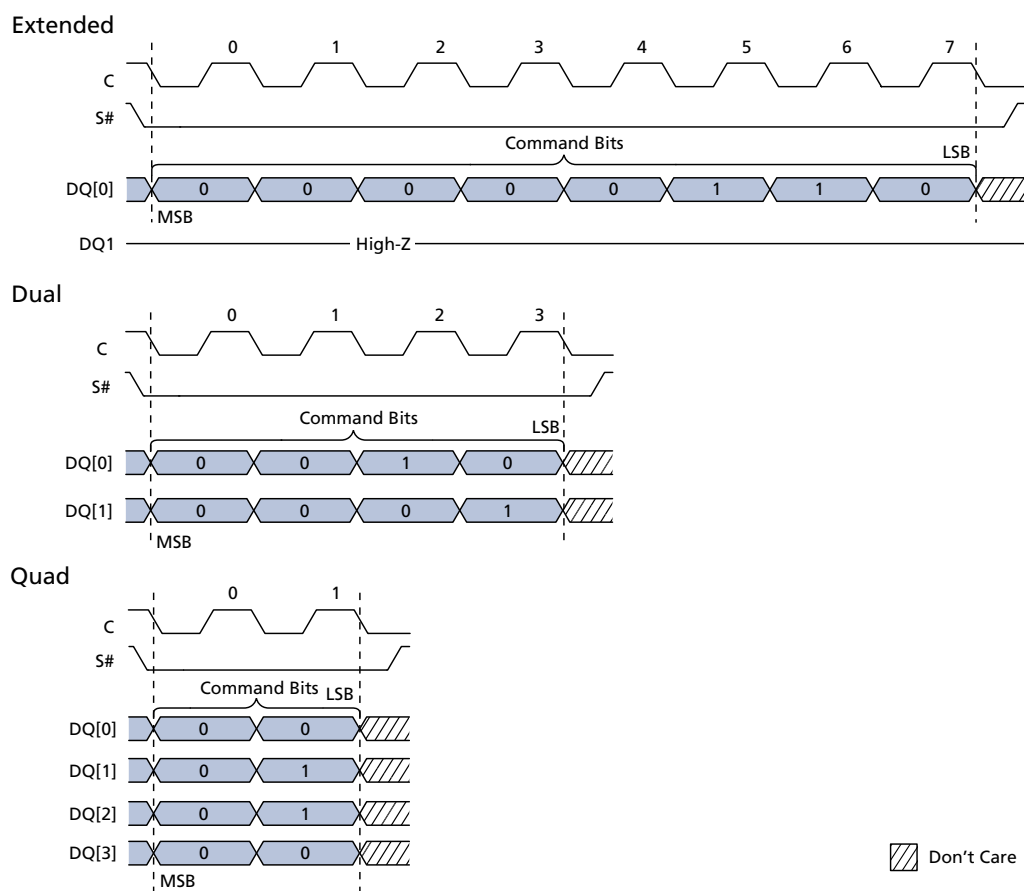 Extended
0 1 2 3 4 5 6 7
C
S#
Command Bits
LSB
DQ[0] 0 0 0 0 0 1 1 0
MSB
DQ1 High-Z
Dual
0 1 2 3
C
S#
Command Bits
LSB
DQ[0] 0 0 1 0
DQ[1] 0 0 0 1
MSB
Quad
0 1
C
S#
Command Bits LSB
DQ[0] 0 0
DQ[1] 0 1
DQ[2] 0 1
DQ[3] 0 0
MSB
Don't Care